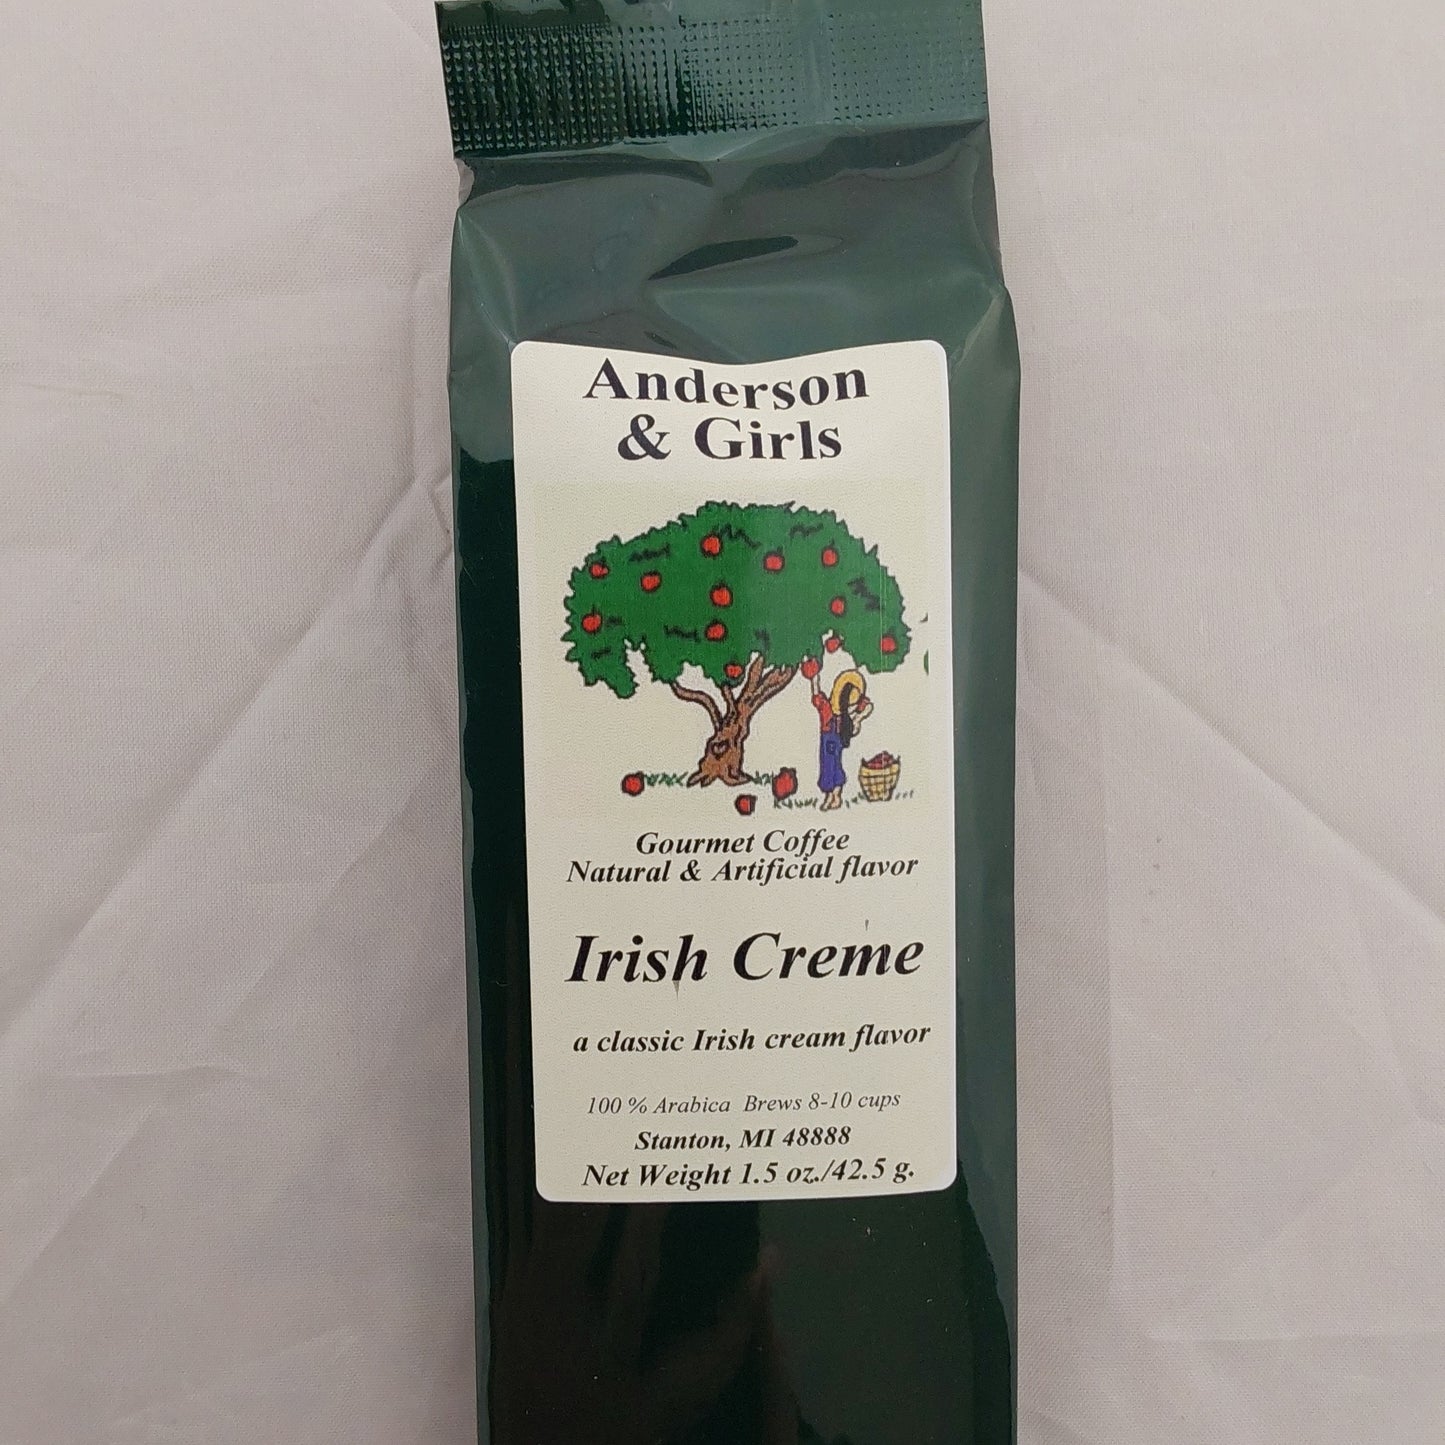 Anderson
& Girls
Gourmet Coffee
Natural & Artificial flavor
Irish Creme
a classic Irish cream flavor
100 % Arabica Brews 8-10 cups
Stanton, MI 48888
Net Weight 1.5 oz./42.5 g.